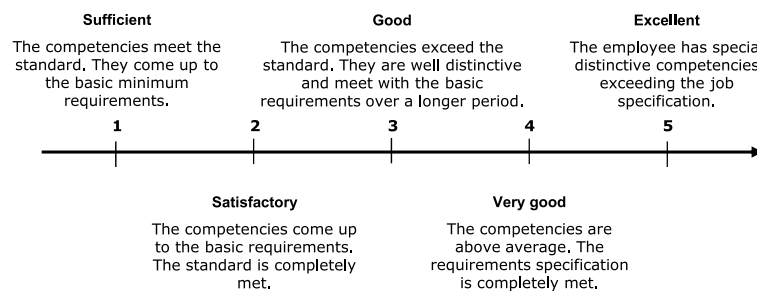 Sufficient
The competencies meet the
standard. They come up to
the basic minimum
requirements.
Good
The competencies exceed the
standard. They are well distinctive
and meet with the basic
requirements over a longer period.
Excellent
The employee has special
distinctive competencies
exceeding the job
specification.
1 2 3 4 5
Satisfactory
The competencies come up
to the basic requirements.
The standard is completely
met.
Very good
The competencies are
above average. The
requirements specification
is completely met.